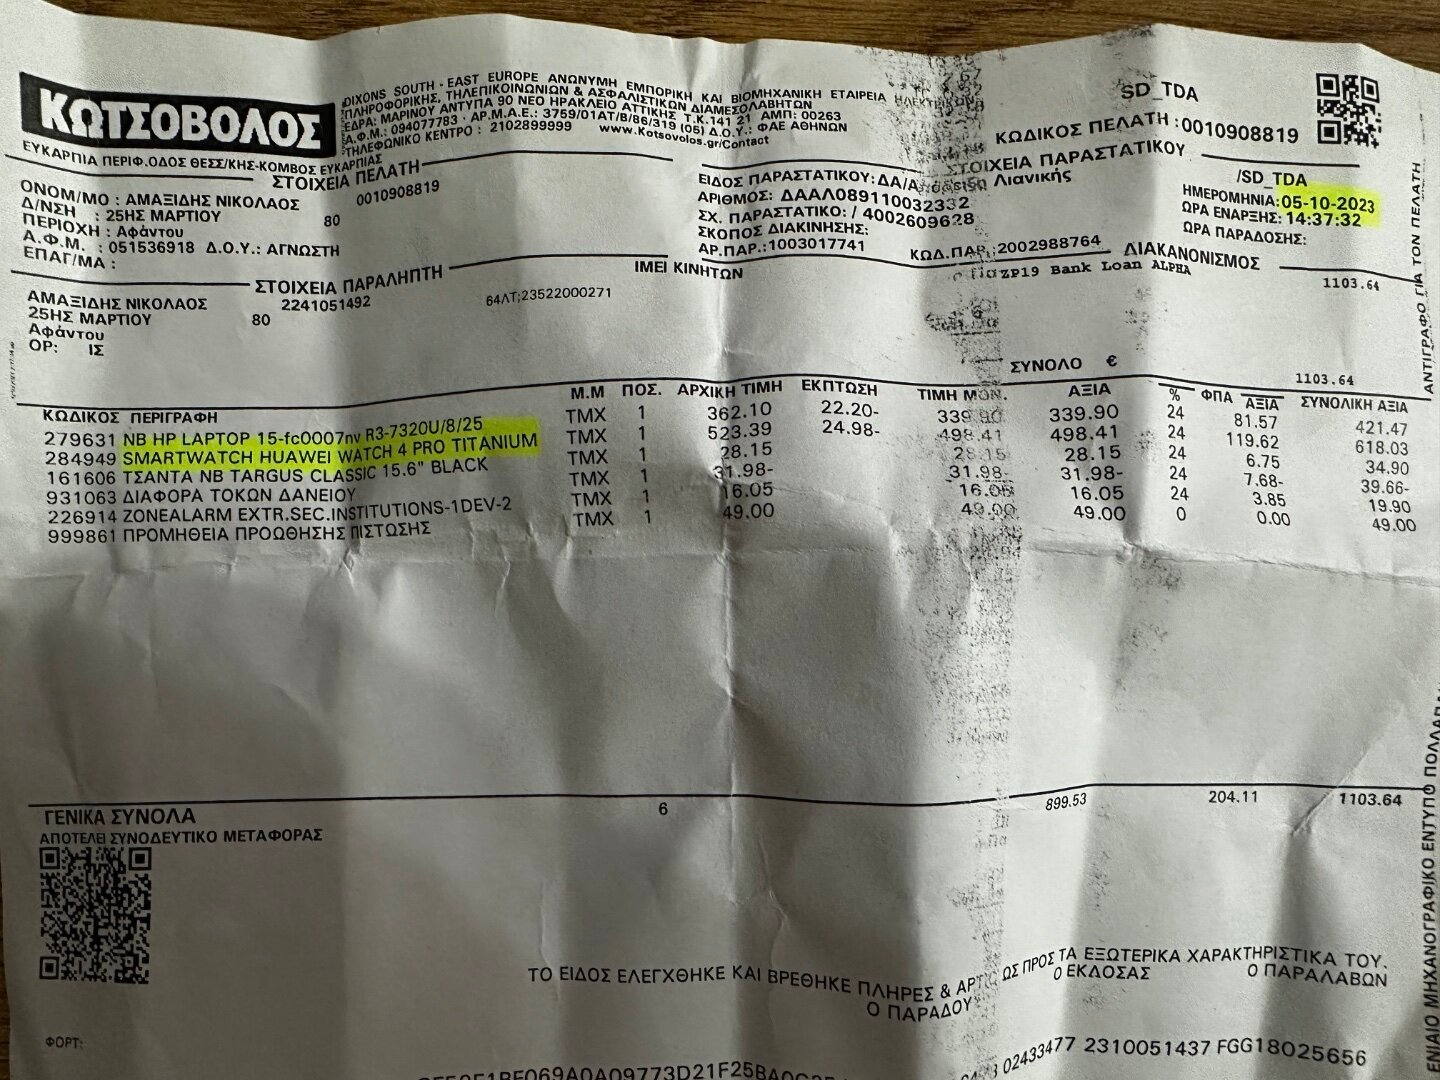 ΚΩΤΣΟΒΟΛΟΣ
DIXONS SOUTH - EAST EUROPE ΑΝΩΝΥΜΗ ΕΜΠΟΡΙΚΗ ΚΑΙ ΒΙΟΜΗΧΑΝΙΚΗ ΕΤΑΙΡΕΙΑ
ΠΛΗΡΟΦΟΡΙΚΗΣ, ΤΗΛΕΠΙΚΟΙΝΩΝΙΩΝ & ΑΣΦΑΛΙΣΤΙΚΩΝ ΔΙΑΜΕΣΟΛΑΒΗΤΩΝ
ΕΔΡΑ: ΜΑΡΙΝΟΥ ΑΝΤΥΠΑ 90 ΝΕΟ ΗΡΑΚΛΕΙΟ ΑΤΤΙΚΗΣ Τ.Κ.141 21 ΑΜΠ: 00263
Α.Φ.Μ.: 094077783 - ΑΡ.Μ.Α.Ε.: 3759/01ΑΤ/Β/86/319 (05) Δ.Ο.Υ.: ΦΑΕ ΑΘΗΝΩΝ
ΤΗΛΕΦΩΝΙΚΟ ΚΕΝΤΡΟ : 2102899999 www.Kotsovolos.gr/Contact
ΕΥΚΑΡΠΙΑ ΠΕΡΙΦ.ΟΔΟΣ ΘΕΣΣ/ΚΗΣ-ΚΟΜΒΟΣ ΕΥΚΑΡΠΙΑΣ
SD_TDA
ΚΩΔΙΚΟΣ ΠΕΛΑΤΗ :0010908819
ΣΤΟΙΧΕΙΑ ΠΕΛΑΤΗ
0010908819
ΟΝΟΜ/ΜΟ : ΑΜΑΞΙΔΗΣ ΝΙΚΟΛΑΟΣ
Δ/ΝΣΗ : 25ΗΣ ΜΑΡΤΙΟΥ 80
ΠΕΡΙΟΧΗ : Αφάντου
Α.Φ.Μ. : 051536918 Δ.Ο.Υ.: ΑΓΝΩΣΤΗ
ΕΠΑΓ/ΜΑ :
ΣΤΟΙΧΕΙΑ ΠΑΡΑΣΤΑΤΙΚΟΥ
ΕΙΔΟΣ ΠΑΡΑΣΤΑΤΙΚΟΥ: ΔΑ/Απόδειξη Λιανικής
ΑΡΙΘΜΟΣ: ΔΑΑΛ089110032332
ΣΧ. ΠΑΡΑΣΤΑΤΙΚΟ: / 4002609628
ΣΚΟΠΟΣ ΔΙΑΚΙΝΗΣΗΣ:
ΑΡ.ΠΑΡ.:1003017741 ΚΩΔ.ΠΑΡ.:2002988764
/SD_TDA
ΗΜΕΡΟΜΗΝΙΑ:05-10-2023
ΩΡΑ ΕΝΑΡΞΗΣ: 14:37:32
ΩΡΑ ΠΑΡΑΔΟΣΗΣ:
ΣΤΟΙΧΕΙΑ ΠΑΡΑΛΗΠΤΗ
ΑΜΑΞΙΔΗΣ ΝΙΚΟΛΑΟΣ 2241051492
25ΗΣ ΜΑΡΤΙΟΥ 80
Αφάντου
ΟΡ: ΙΣ
ΙΜΕΙ ΚΙΝΗΤΩΝ
64ΛΤ;23522000271
ΔΙΑΚΑΝΟΝΙΣΜΟΣ
ZP19 Bank Loan ALPHA 1103.64
ΣΥΝΟΛΟ € 1103.64
ΚΩΔΙΚΟΣ ΠΕΡΙΓΡΑΦΗ Μ.Μ ΠΟΣ. ΑΡΧΙΚΗ ΤΙΜΗ ΕΚΠΤΩΣΗ ΤΙΜΗ ΜΟΝ. ΑΞΙΑ % ΦΠΑ ΑΞΙΑ ΣΥΝΟΛΙΚΗ ΑΞΙΑ
279631 NB HP LAPTOP 15-fc0007nv R3-7320U/8/25 ΤΜΧ 1 362.10 22.20- 339.90 339.90 24 81.57 421.47
284949 SMARTWATCH HUAWEI WATCH 4 PRO TITANIUM ΤΜΧ 1 523.39 24.98- 498.41 498.41 24 119.62 618.03
161606 ΤΣΑΝΤΑ NB TARGUS CLASSIC 15.6" BLACK ΤΜΧ 1 28.15 28.15 28.15 24 6.75 34.90
931063 ΔΙΑΦΟΡΑ ΤΟΚΩΝ ΔΑΝΕΙΟΥ ΤΜΧ 1 31.98- 31.98- 31.98- 24 7.68- 39.66-
226914 ZONEALARM EXTR.SEC.INSTITUTIONS-1DEV-2 ΤΜΧ 1 16.05 16.05 16.05 24 3.85 19.90
999861 ΠΡΟΜΗΘΕΙΑ ΠΡΟΩΘΗΣΗΣ ΠΙΣΤΩΣΗΣ ΤΜΧ 1 49.00 49.00 49.00 0 0.00 49.00
ΓΕΝΙΚΑ ΣΥΝΟΛΑ 6 899.53 204.11 1103.64
ΑΠΟΤΕΛΕΙ ΣΥΝΟΔΕΥΤΙΚΟ ΜΕΤΑΦΟΡΑΣ
ΤΟ ΕΙΔΟΣ ΕΛΕΓΧΘΗΚΕ ΚΑΙ ΒΡΕΘΗΚΕ ΠΛΗΡΕΣ & ΩΣ ΠΡΟΣ ΤΑ ΕΞΩΤΕΡΙΚΑ ΧΑΡΑΚΤΗΡΙΣΤΙΚΑ ΤΟΥ.
Ο ΕΚΔΟΣΑΣ Ο ΠΑΡΑΛΑΒΩΝ
ΦΟΡΤ:
02433477 2310051437 FGG18025656
ΑΝΤΙΓΡΑΦΟ ΓΙΑ ΤΟΝ ΠΕΛΑΤΗ
ΜΗΧΑΝΟΓΡΑΦΙΚΟ ΕΝΤΥΠΟ